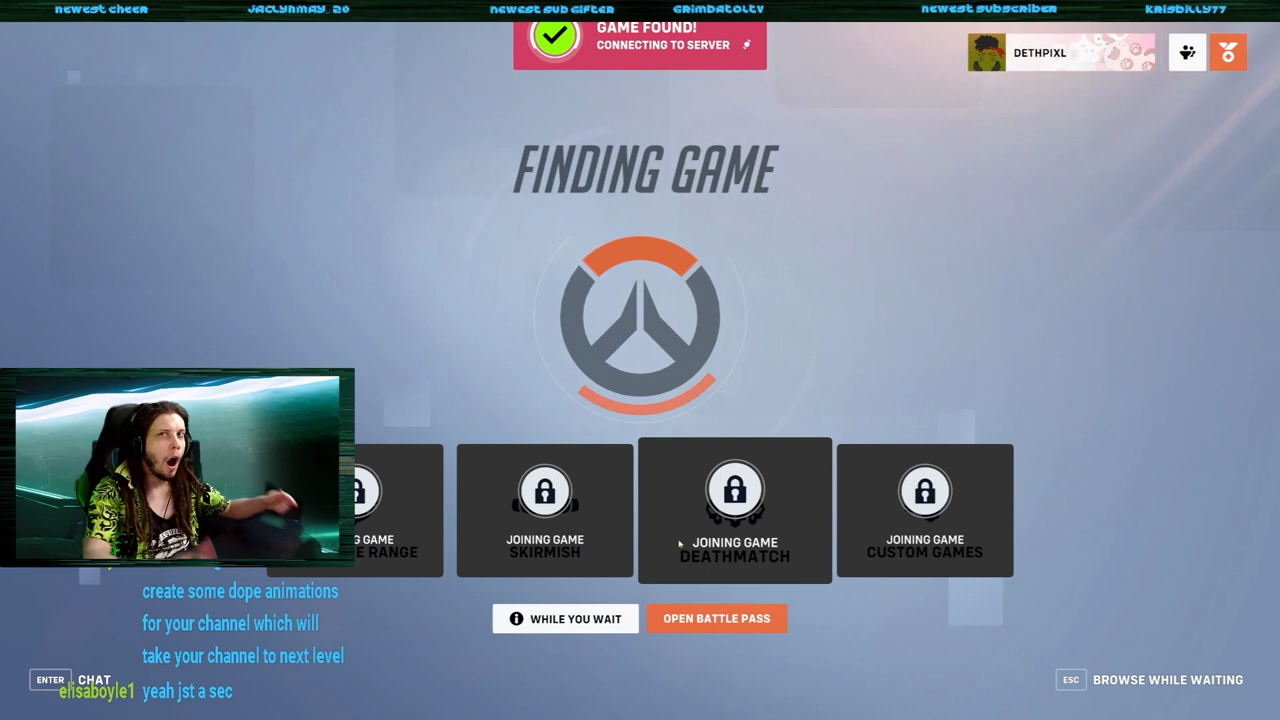 newest cheer JACLYNMAY_20 newest sub gifter GrimbatolTV newest subscriber krisbilly77
GAME FOUND!
CONNECTING TO SERVER
DETHPIXL
FINDING GAME
G GAME
E RANGE
JOINING GAME
SKIRMISH
JOINING GAME
DEATHMATCH
JOINING GAME
CUSTOM GAMES
create some dope animations
for your channel which will
take your channel to next level
WHILE YOU WAIT
OPEN BATTLE PASS
ENTER CHAT
elisaboyle1 yeah jst a sec
ESC BROWSE WHILE WAITING